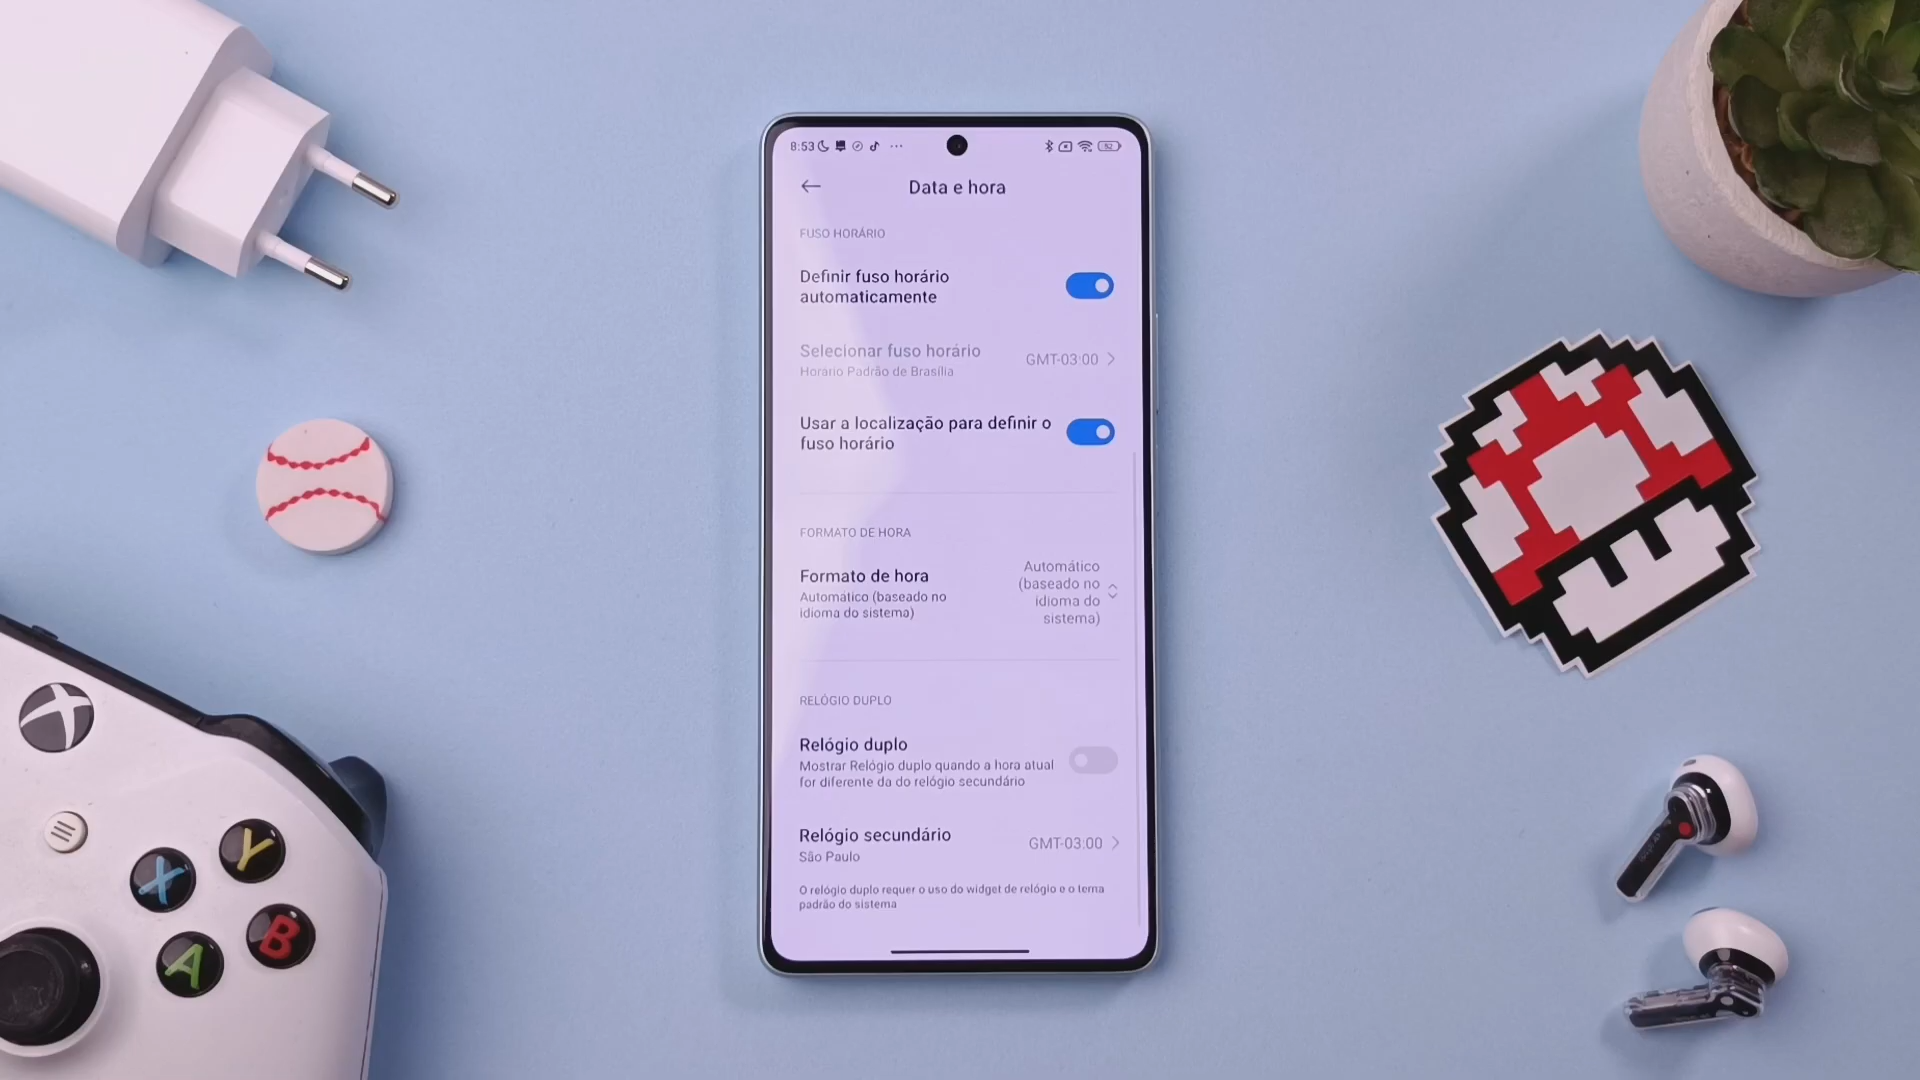 8:53
52
Data e hora
FUSO HORÁRIO
Definir fuso horário
automaticamente
Selecionar fuso horário
Horário Padrão de Brasília
GMT-03:00
Usar a localização para definir o
fuso horário
FORMATO DE HORA
Formato de hora
Automático (baseado no
idioma do sistema)
Automático
(baseado no
idioma do
sistema)
RELÓGIO DUPLO
Relógio duplo
Mostrar Relógio duplo quando a hora atual
for diferente da do relógio secundário
Relógio secundário
São Paulo
GMT-03:00
O relógio duplo requer o uso do widget de relógio e o tema
padrão do sistema
Y
X
B
A